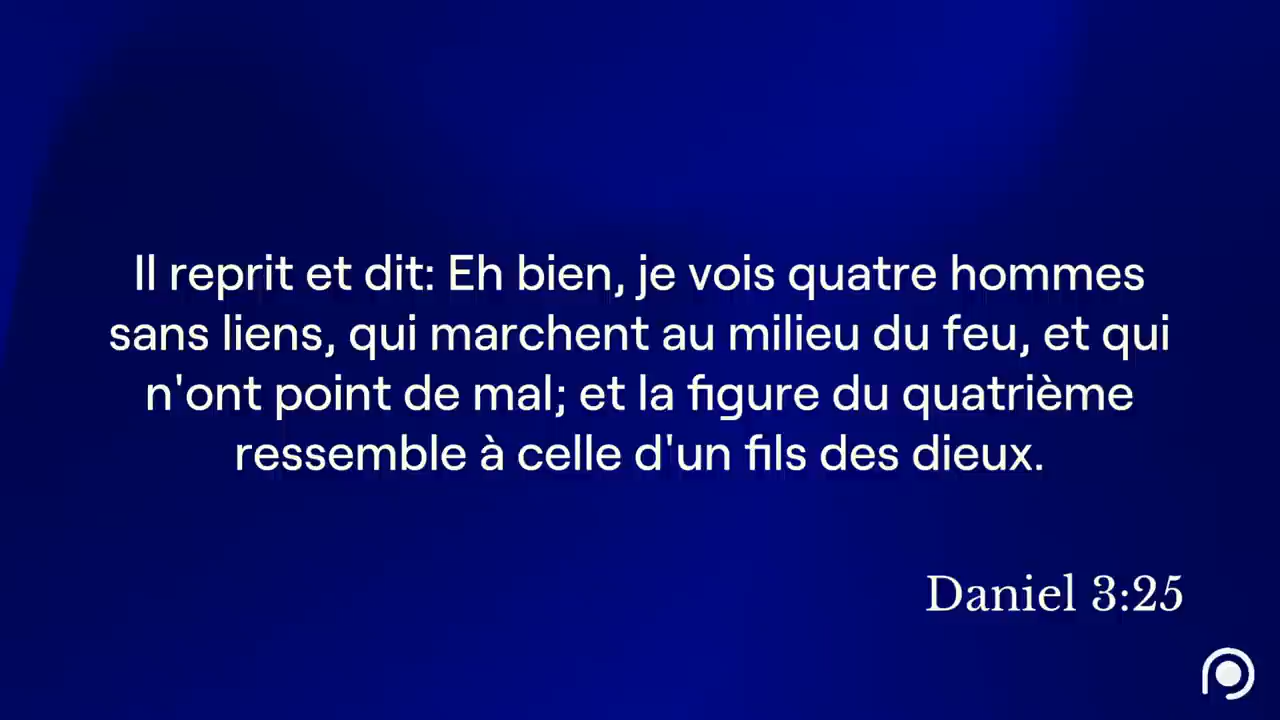 Il reprit et dit: Eh bien, je vois quatre hommes
sans liens, qui marchent au milieu du feu, et qui
n'ont point de mal; et la figure du quatrième
ressemble à celle d'un fils des dieux.
Daniel 3:25